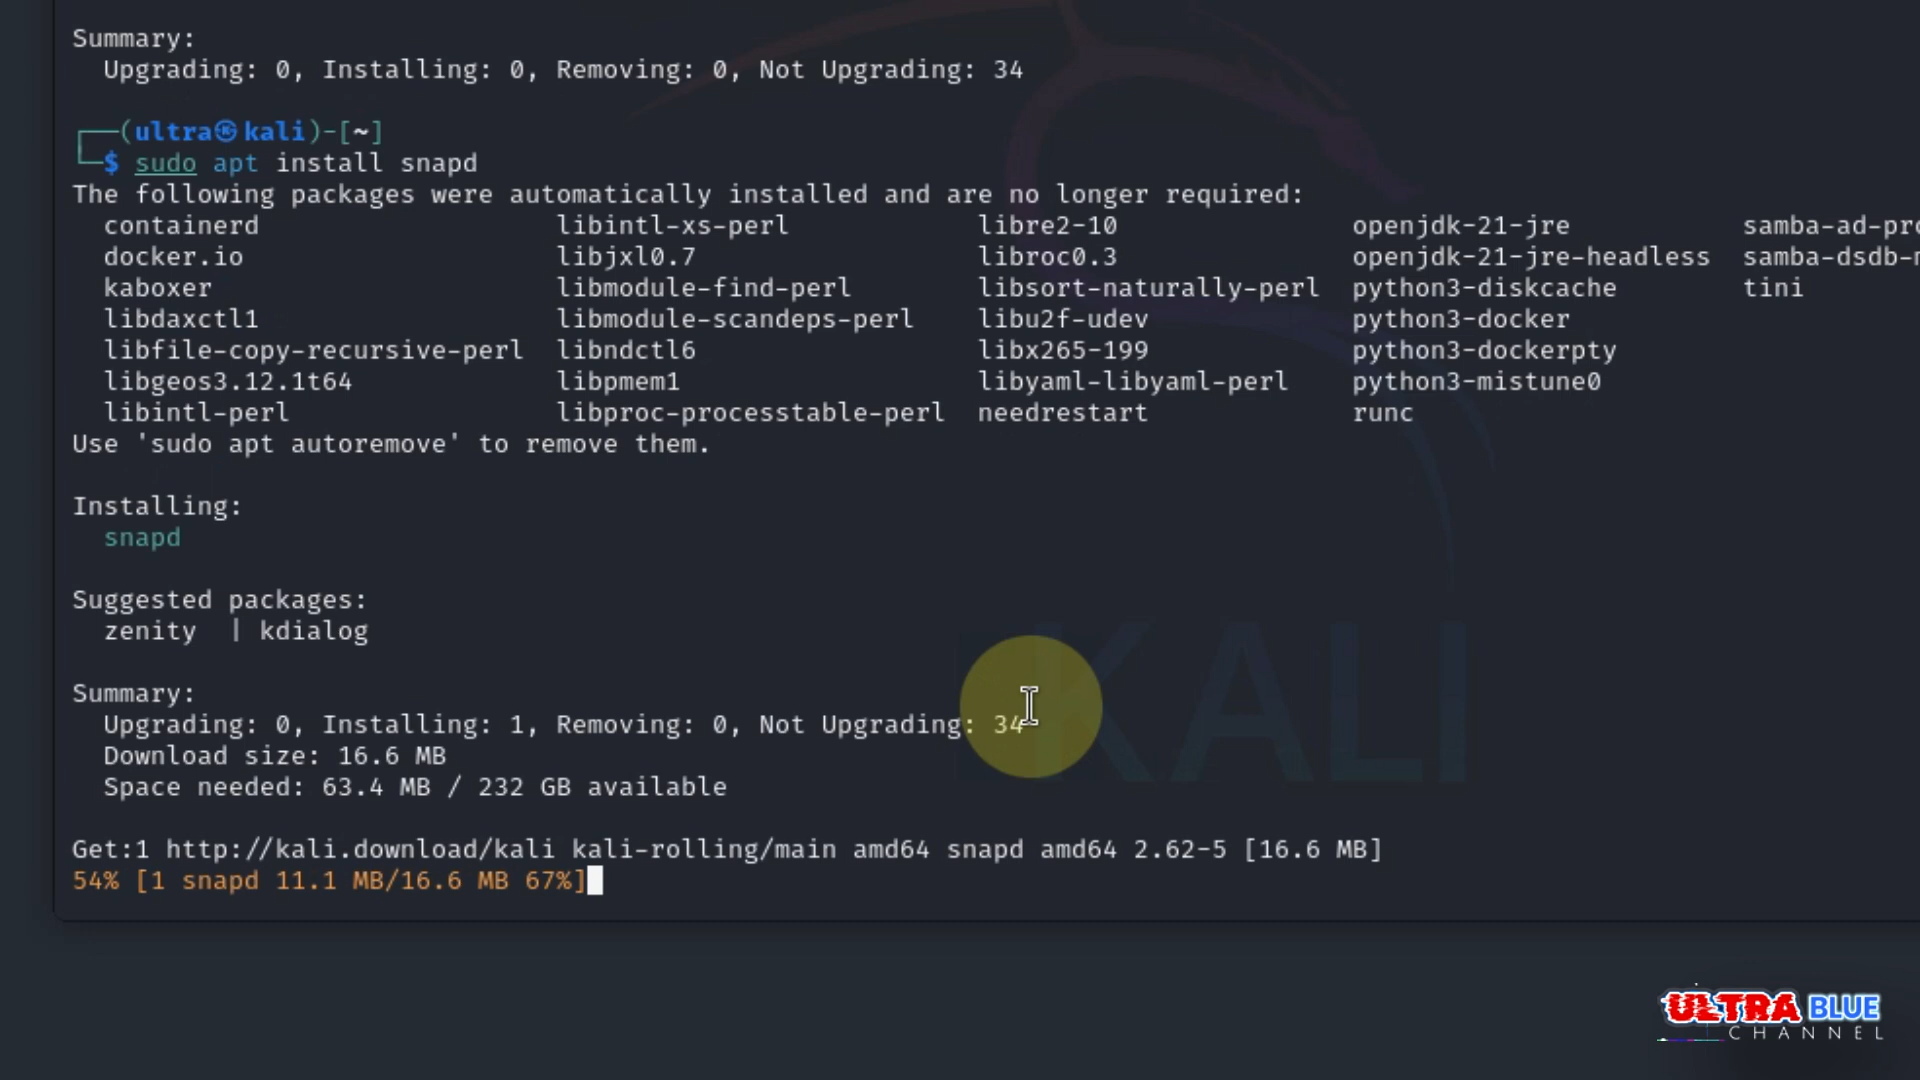 Summary:
  Upgrading: 0, Installing: 0, Removing: 0, Not Upgrading: 34

┌──(ultra㉿kali)-[~]
└─$ sudo apt install snapd
The following packages were automatically installed and are no longer required:
  containerd                   libintl-xs-perl            libre2-10               openjdk-21-jre           samba-ad-pro
  docker.io                    libjxl0.7                  libroc0.3               openjdk-21-jre-headless  samba-dsdb-
  kaboxer                      libmodule-find-perl        libsort-naturally-perl  python3-diskcache        tini
  libdaxctl1                   libmodule-scandeps-perl    libu2f-udev             python3-docker
  libfile-copy-recursive-perl  libndctl6                  libx265-199             python3-dockerpty
  libgeos3.12.1t64             libpmem1                   libyaml-libyaml-perl    python3-mistune0
  libintl-perl                 libproc-processtable-perl  needrestart             runc
Use 'sudo apt autoremove' to remove them.

Installing:
  snapd

Suggested packages:
  zenity  | kdialog

Summary:
  Upgrading: 0, Installing: 1, Removing: 0, Not Upgrading: 34
  Download size: 16.6 MB
  Space needed: 63.4 MB / 232 GB available

Get:1 http://kali.download/kali kali-rolling/main amd64 snapd amd64 2.62-5 [16.6 MB]
54% [1 snapd 11.1 MB/16.6 MB 67%]
KALI
ULTRA BLUE
CHANNEL